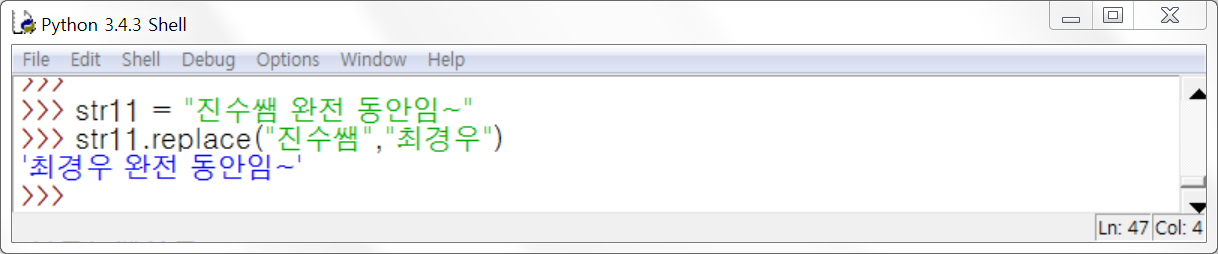 Python 3.4.3 Shell
File Edit Shell Debug Options Window Help
>>>
>>> str11 = "진수쌤 완전 동안임~"
>>> str11.replace("진수쌤","최경우")
'최경우 완전 동안임~'
>>>
Ln: 47 Col: 4